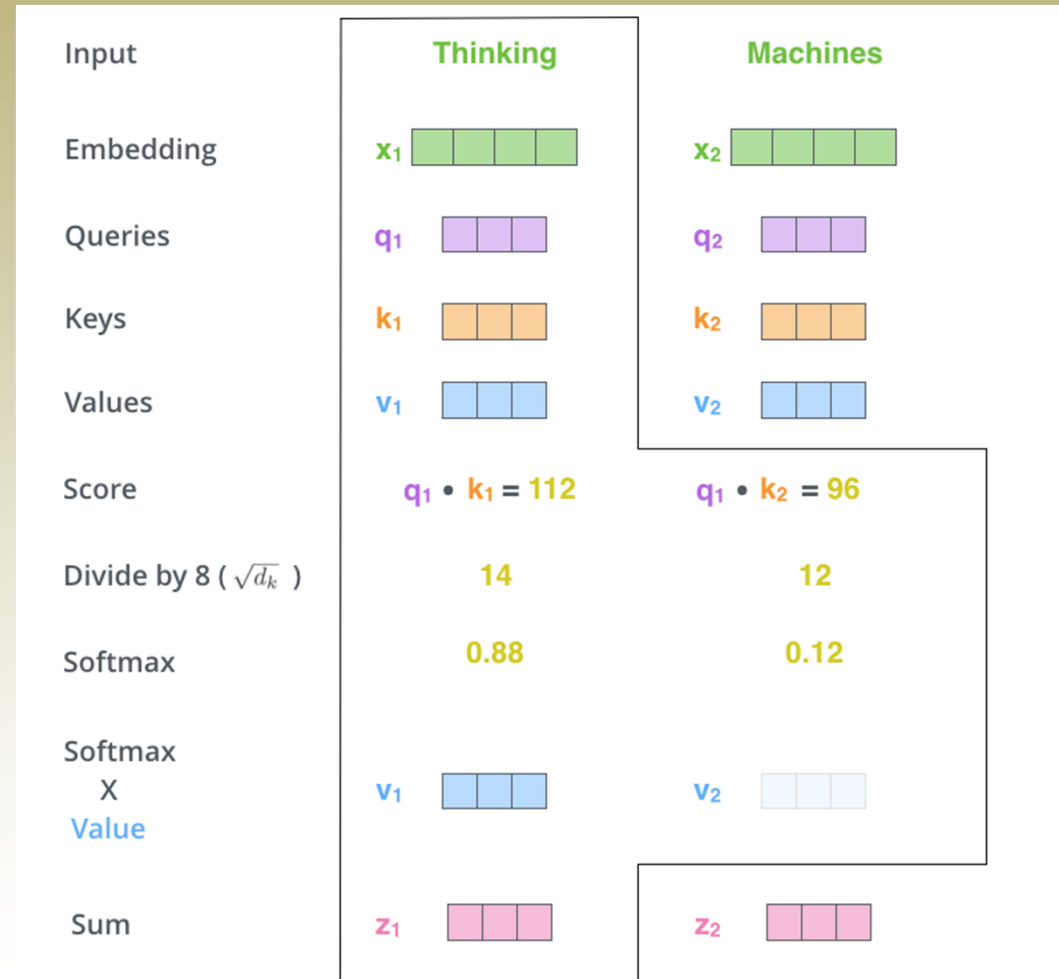 Input Thinking Machines
Embedding x₁ x₂
Queries q₁ q₂
Keys k₁ k₂
Values v₁ v₂
Score q₁ • k₁ = 112 q₁ • k₂ = 96
Divide by 8 ( √dₖ ) 14 12
Softmax 0.88 0.12
Softmax
X
Value v₁ v₂
Sum z₁ z₂